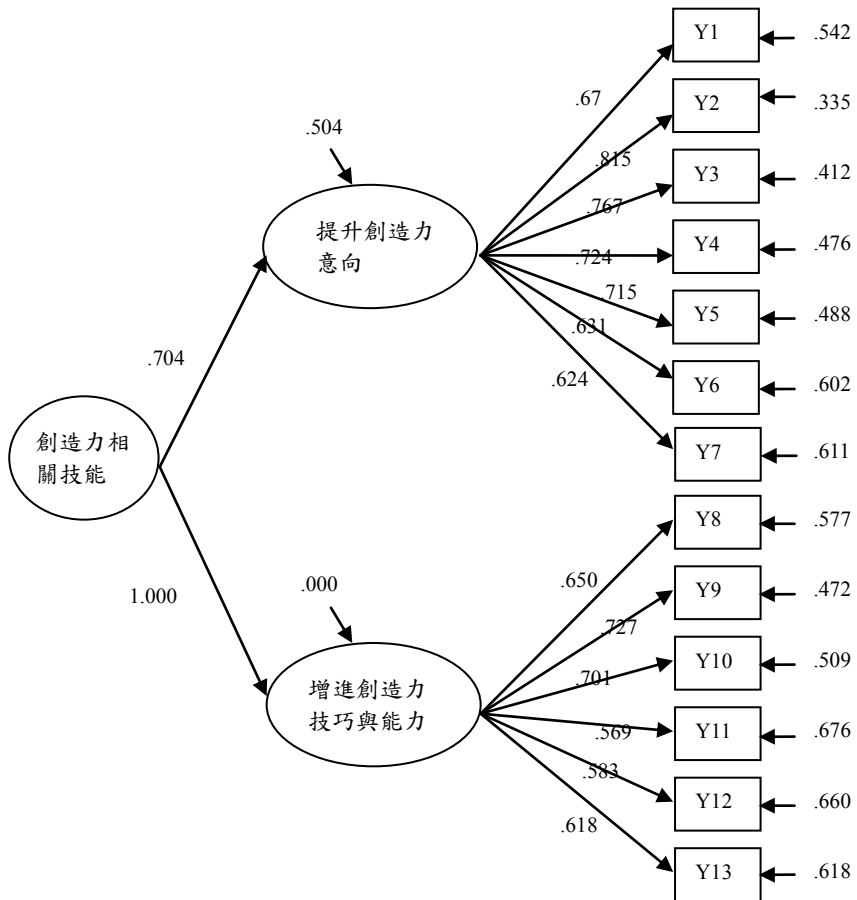 Y1
.542
.67
Y2
.335
.504
.815
Y3
.412
.767
提升創造力
意向
Y4
.476
.724
.715
Y5
.488
.631
.704
.624
Y6
.602
創造力相
關技能
Y7
.611
Y8
.577
.650
.000
1.000
Y9
.472
.727
Y10
.509
.701
增進創造力
技巧與能力
Y11
.676
.569
.583
Y12
.660
.618
Y13
.618